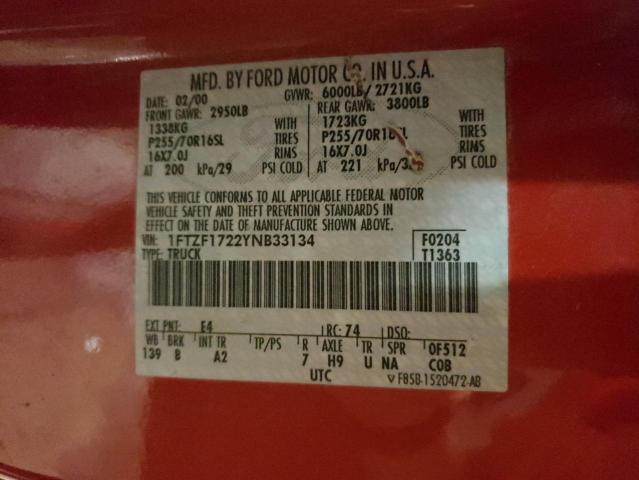 MFD. BY FORD MOTOR CO. IN U.S.A.
DATE: 02/00 GVWR: 6000LB/ 2721KG
FRONT GAWR: 2950LB REAR GAWR: 3800LB
1338KG WITH 1723KG WITH
P255/70R16SL TIRES P255/70R16SL TIRES
16X7.0J RIMS 16X7.0J RIMS
AT 200 kPa/29 PSI COLD AT 221 kPa/ PSI COLD
THIS VEHICLE CONFORMS TO ALL APPLICABLE FEDERAL MOTOR
VEHICLE SAFETY AND THEFT PREVENTION STANDARDS IN
EFFECT ON THE DATE OF MANUFACTURE SHOWN ABOVE.
VIN: 1FTZF1722YNB33134 F0204
TYPE: TRUCK T1363
EXT PNT: E4 RC: 74 DSO:
WB BRK INT TR TP/PS R AXLE TR SPR 0F512
139 B A2 7 H9 U NA COB
UTC ▽ F85B-1520472-AB